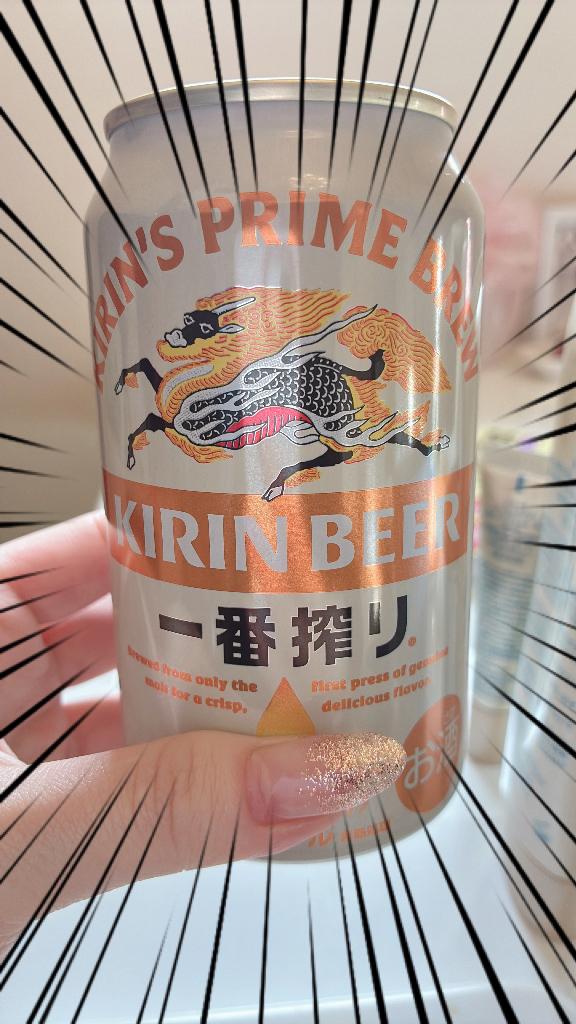 KIRIN'S PRIME BREW
KIRIN BEER
一番搾り®
Brewed from only the first press of genuine
malt for a crisp, delicious flavor.
お酒